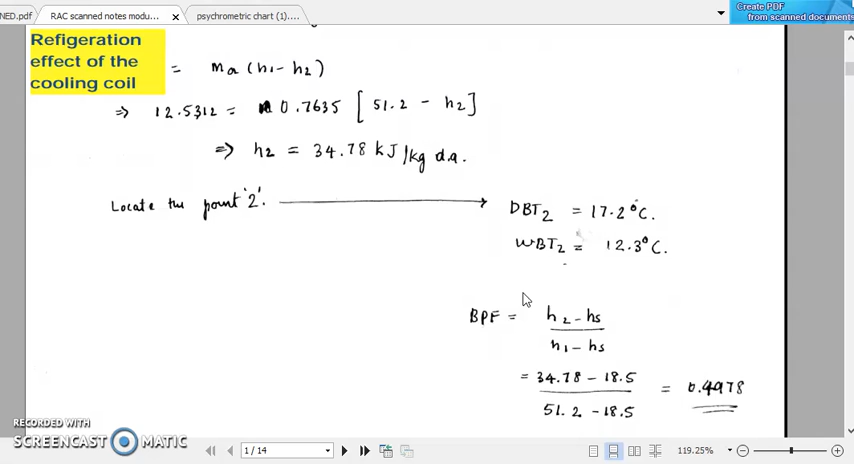 NED.pdf
RAC scanned notes modu... ×
psychrometric chart (1)....
Create PDF
from scanned documents
Refigeration
effect of the
cooling coil
= ma (h1 - h2)
⇒ 12.5312 = 0.7635 [51.2 - h2]
⇒ h2 = 34.78 kJ/kg d.a.
Locate the point '2'. → DBT2 = 17.2°C.
WBT2 = 12.3°C.
BPF = h2 - hs
h1 - hs
= 34.78 - 18.5 = 0.4978
51.2 - 18.5
RECORDED WITH
SCREENCAST MATIC
1 / 14
119.25%